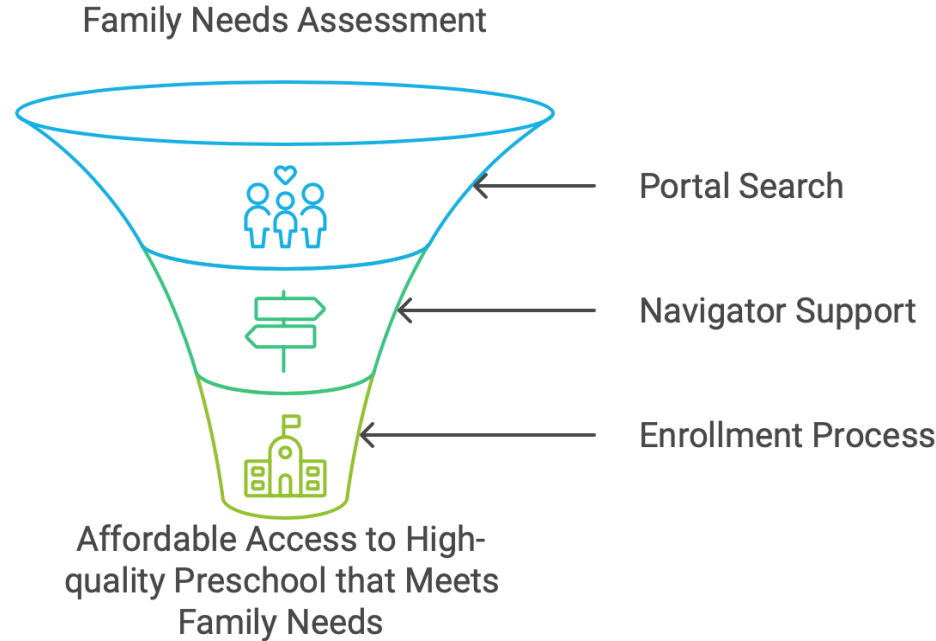 Family Needs Assessment
Portal Search
Navigator Support
Enrollment Process
Affordable Access to High-
quality Preschool that Meets
Family Needs